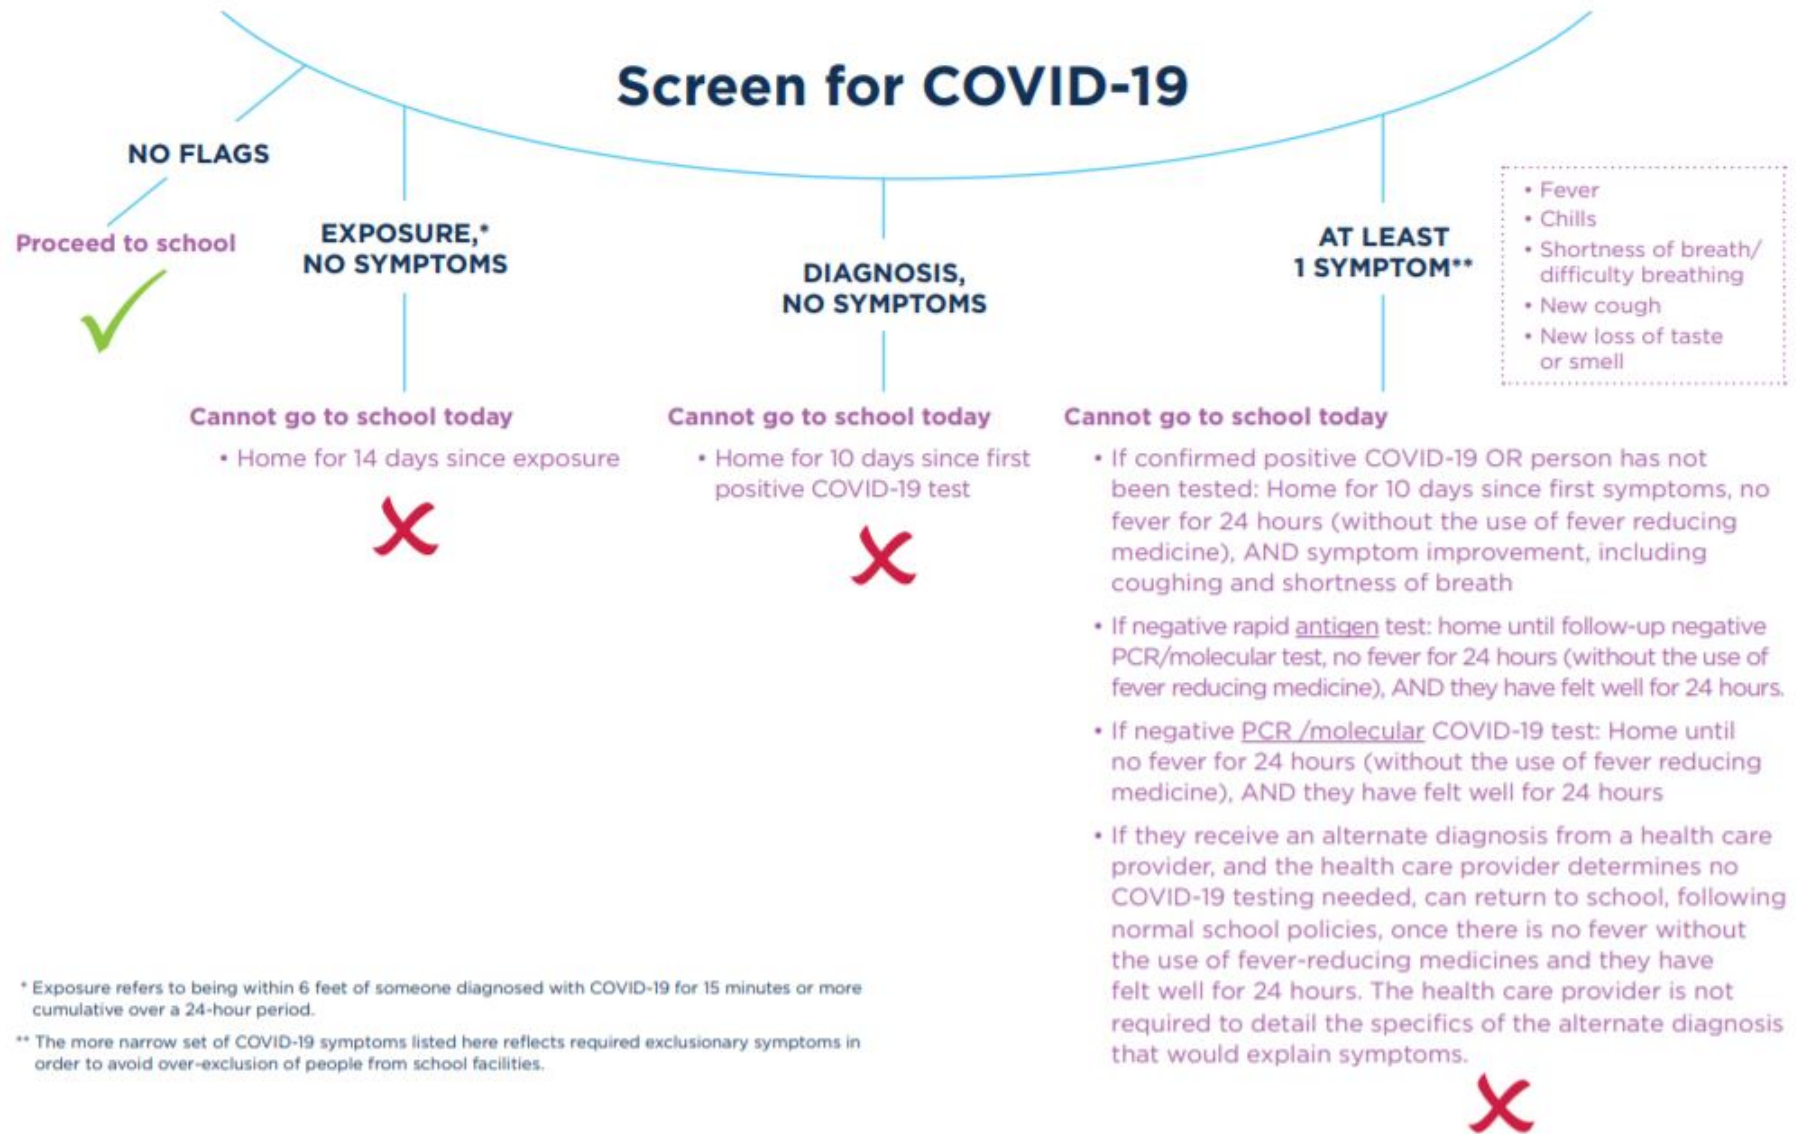 Screen for COVID-19
NO FLAGS
Proceed to school
EXPOSURE,*
NO SYMPTOMS
Cannot go to school today
• Home for 14 days since exposure
DIAGNOSIS,
NO SYMPTOMS
Cannot go to school today
• Home for 10 days since first
positive COVID-19 test
AT LEAST
1 SYMPTOM**
• Fever
• Chills
• Shortness of breath/
difficulty breathing
• New cough
• New loss of taste
or smell
Cannot go to school today
• If confirmed positive COVID-19 OR person has not
been tested: Home for 10 days since first symptoms, no
fever for 24 hours (without the use of fever reducing
medicine), AND symptom improvement, including
coughing and shortness of breath
• If negative rapid antigen test: home until follow-up negative
PCR/molecular test, no fever for 24 hours (without the use of
fever reducing medicine), AND they have felt well for 24 hours.
• If negative PCR /molecular COVID-19 test: Home until
no fever for 24 hours (without the use of fever reducing
medicine), AND they have felt well for 24 hours
• If they receive an alternate diagnosis from a health care
provider, and the health care provider determines no
COVID-19 testing needed, can return to school, following
normal school policies, once there is no fever without
the use of fever-reducing medicines and they have
felt well for 24 hours. The health care provider is not
required to detail the specifics of the alternate diagnosis
that would explain symptoms.
* Exposure refers to being within 6 feet of someone diagnosed with COVID-19 for 15 minutes or more
cumulative over a 24-hour period.
** The more narrow set of COVID-19 symptoms listed here reflects required exclusionary symptoms in
order to avoid over-exclusion of people from school facilities.